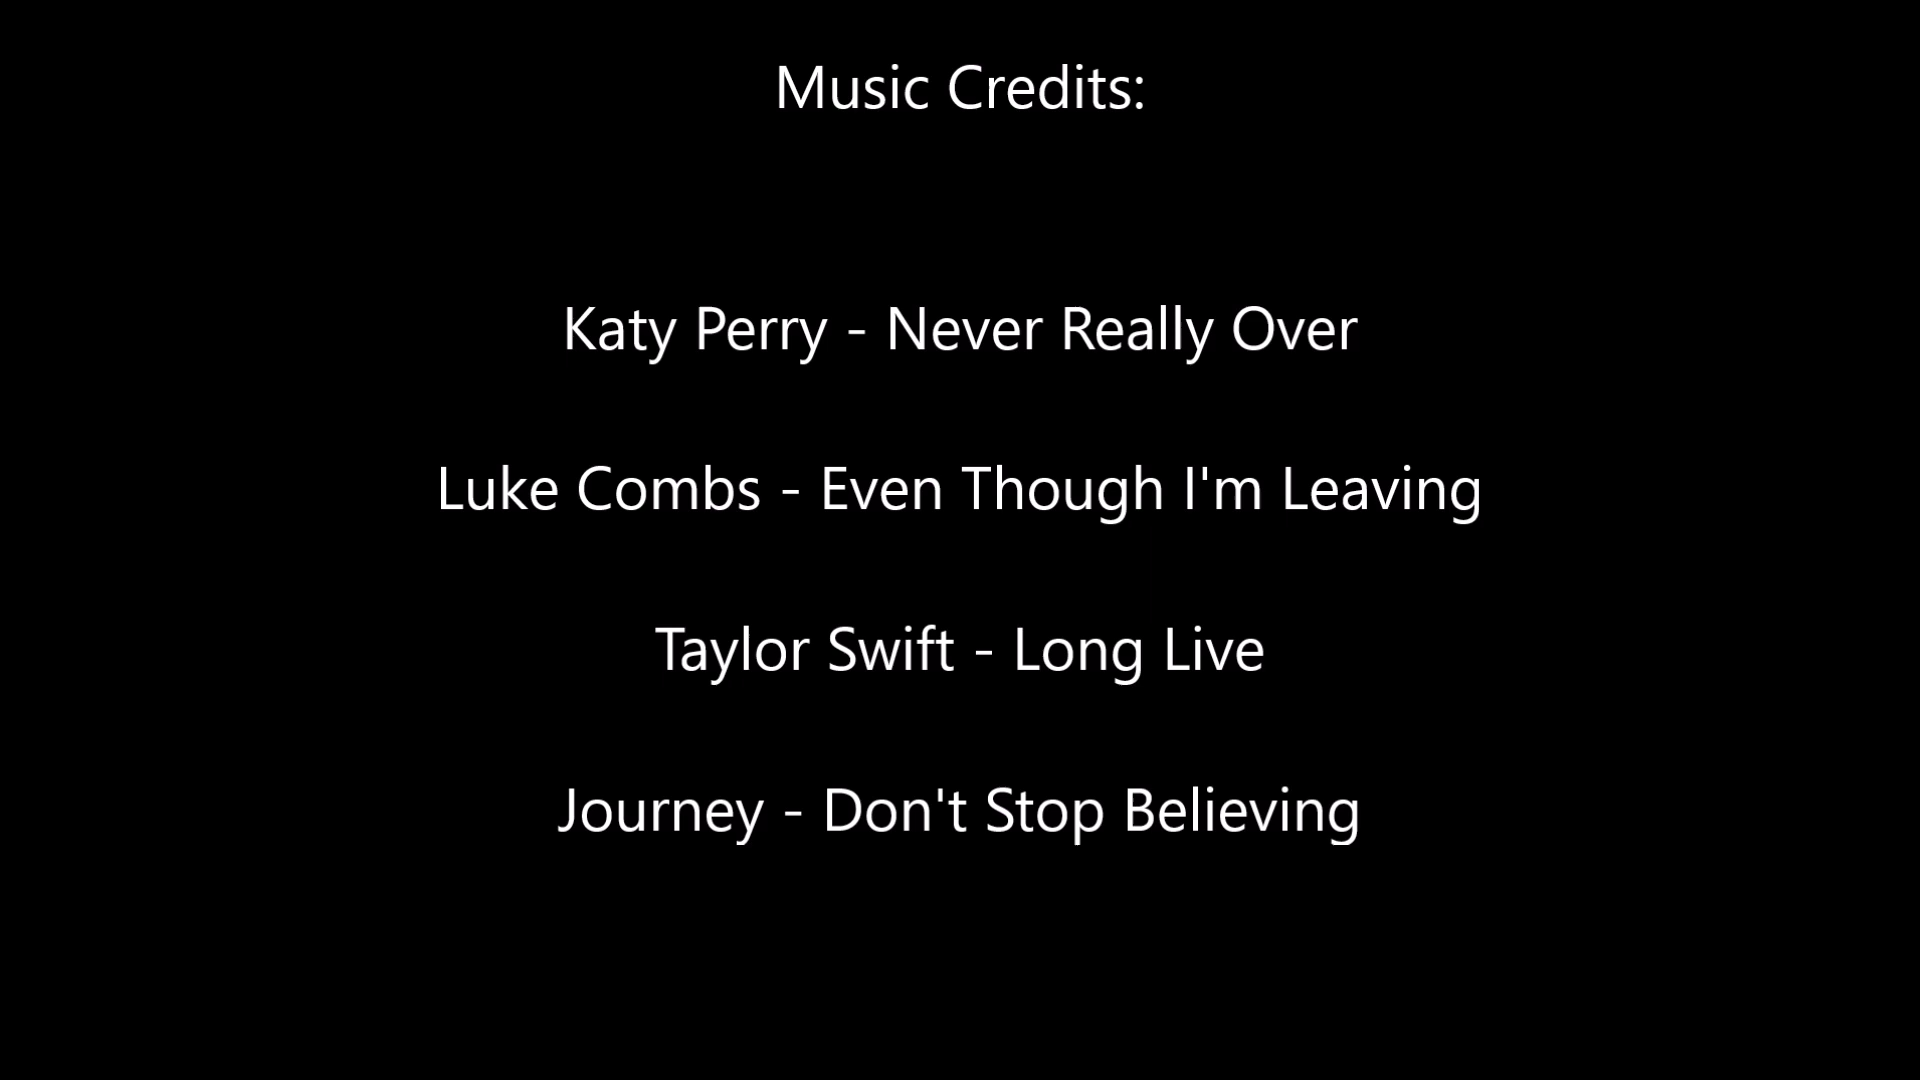 Music Credits:
Katy Perry - Never Really Over
Luke Combs - Even Though I'm Leaving
Taylor Swift - Long Live
Journey - Don't Stop Believing